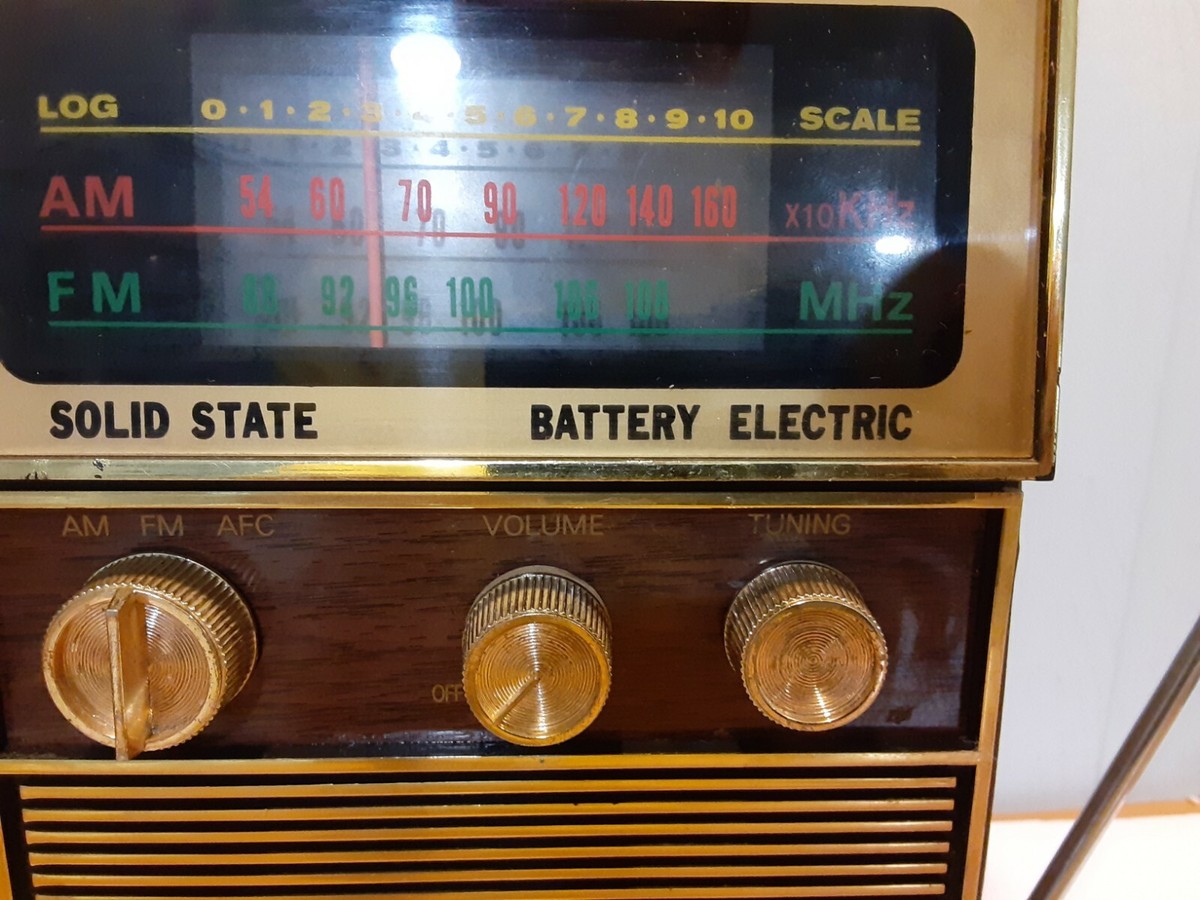 LOG 0·1·2·3·4·5·6·7·8·9·10 SCALE
AM 54 60 70 90 120 140 160 X10KHz
FM 88 92 96 100 106 108 MHz
SOLID STATE BATTERY ELECTRIC
AM FM AFC VOLUME TUNING
OFF